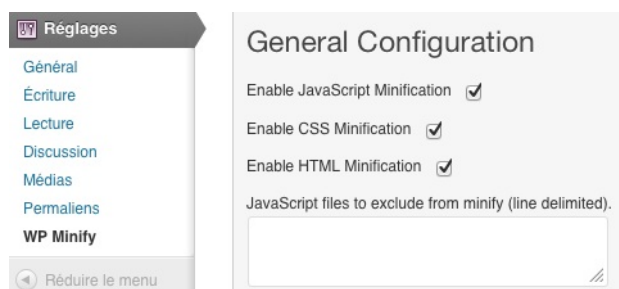 Réglages
Général
Écriture
Lecture
Discussion
Médias
Permaliens
WP Minify
Réduire le menu
General Configuration
Enable JavaScript Minification
Enable CSS Minification
Enable HTML Minification
JavaScript files to exclude from minify (line delimited).